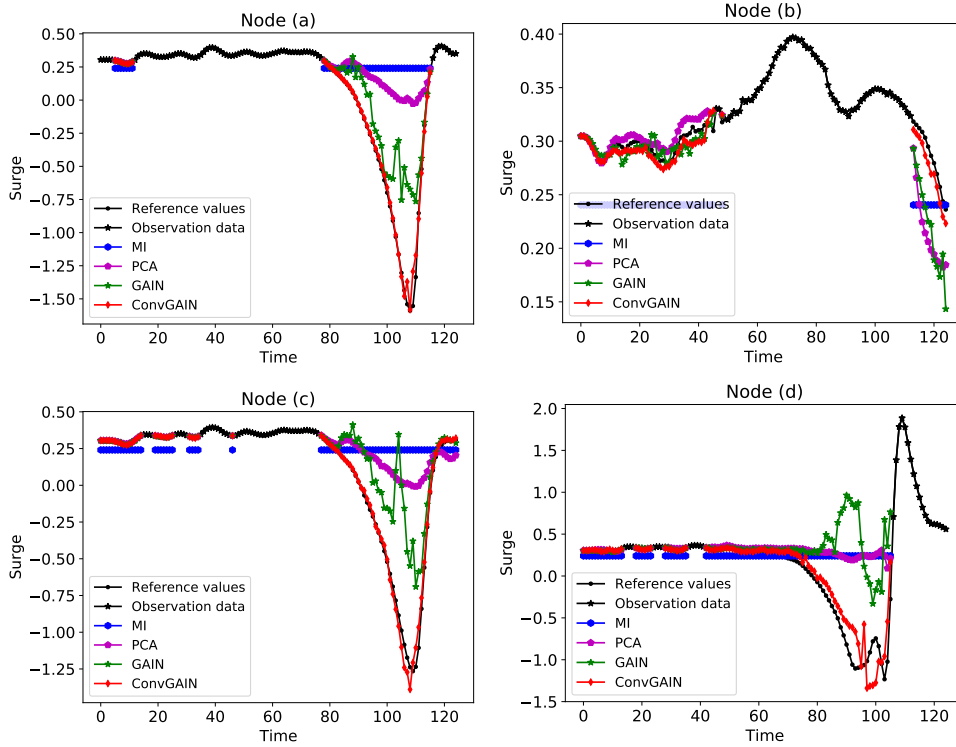 Node (a)
0.50
0.25
0.00
−0.25
−0.50
−0.75
−1.00
−1.25
−1.50
Surge
Reference values
Observation data
MI
PCA
GAIN
ConvGAIN
0 20 40 60 80 100 120
Time
Node (b)
0.40
0.35
0.30
0.25
0.20
0.15
Surge
Reference values
Observation data
MI
PCA
GAIN
ConvGAIN
0 20 40 60 80 100 120
Time
Node (c)
0.50
0.25
0.00
−0.25
−0.50
−0.75
−1.00
−1.25
Surge
Reference values
Observation data
MI
PCA
GAIN
ConvGAIN
0 20 40 60 80 100 120
Time
Node (d)
2.0
1.5
1.0
0.5
0.0
−0.5
−1.0
−1.5
Surge
Reference values
Observation data
MI
PCA
GAIN
ConvGAIN
0 20 40 60 80 100 120
Time